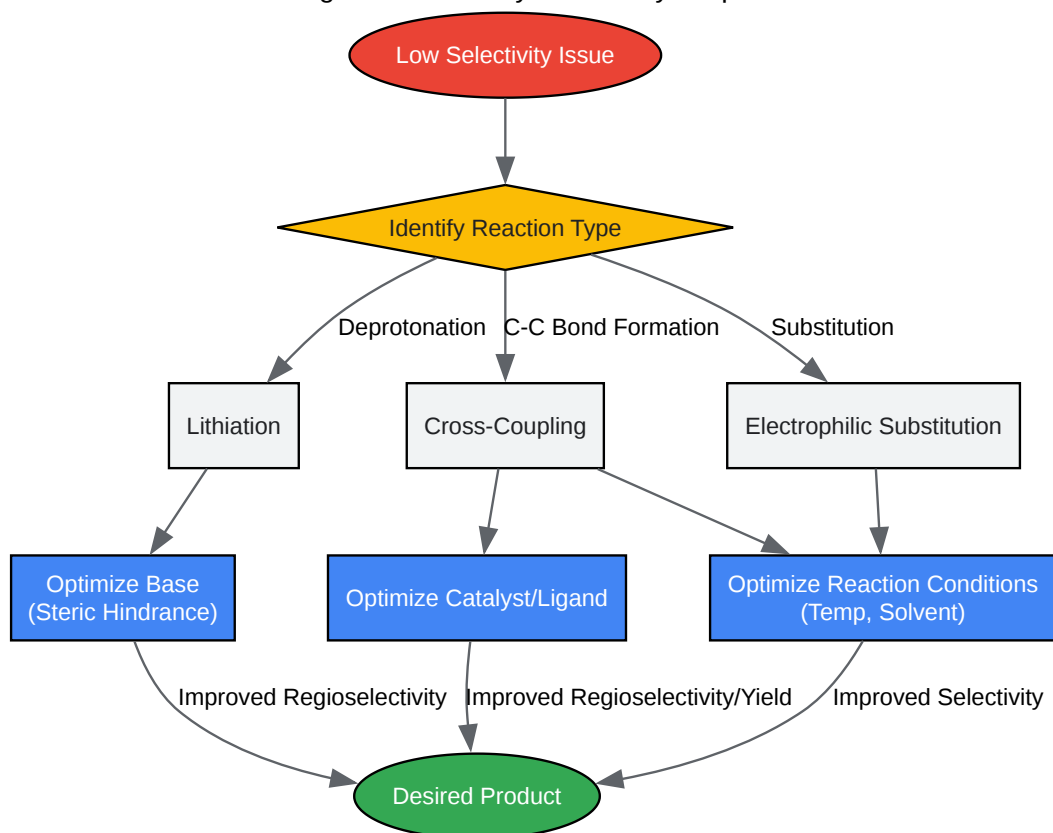 Low Selectivity Issue
Identify Reaction Type
Deprotonation
C-C Bond Formation
Substitution
Lithiation
Cross-Coupling
Electrophilic Substitution
Optimize Base
(Steric Hindrance)
Optimize Catalyst/Ligand
Optimize Reaction Conditions
(Temp, Solvent)
Improved Regioselectivity
Improved Regioselectivity/Yield
Improved Selectivity
Desired Product